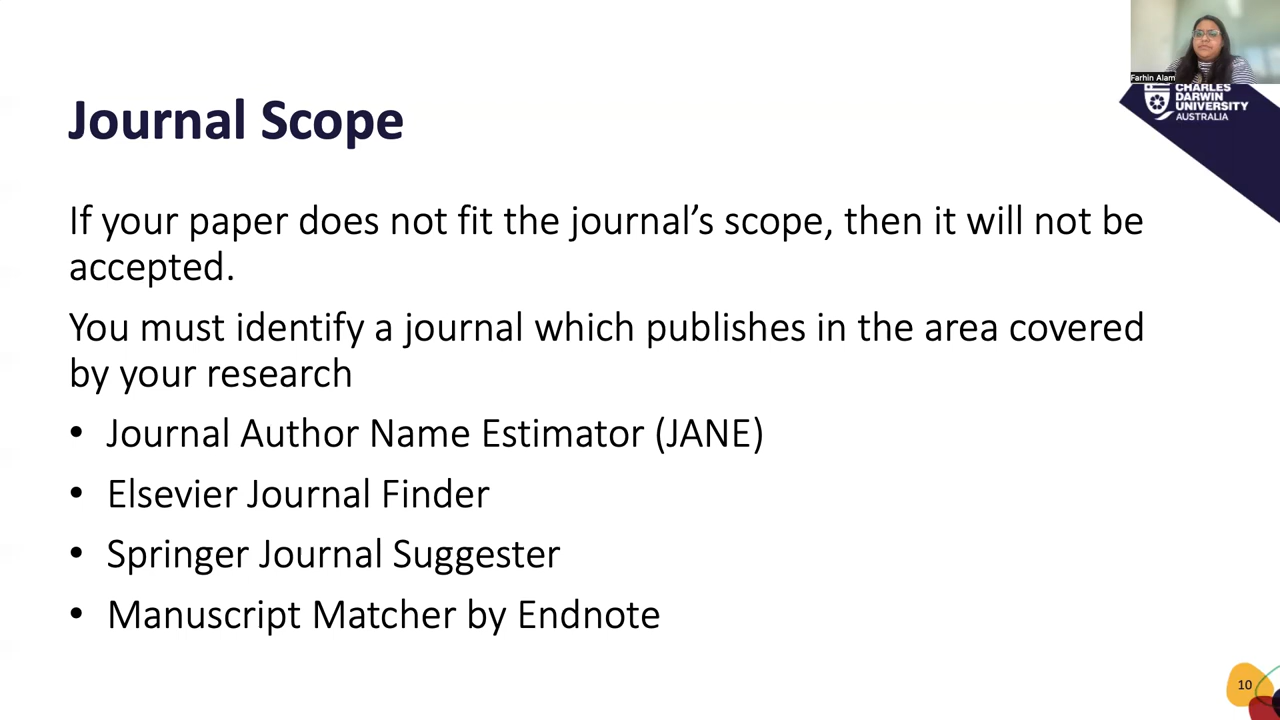 Farhin Alam
CHARLES
DARWIN
UNIVERSITY
AUSTRALIA
Journal Scope
If your paper does not fit the journal’s scope, then it will not be
accepted.
You must identify a journal which publishes in the area covered
by your research
• Journal Author Name Estimator (JANE)
• Elsevier Journal Finder
• Springer Journal Suggester
• Manuscript Matcher by Endnote
10